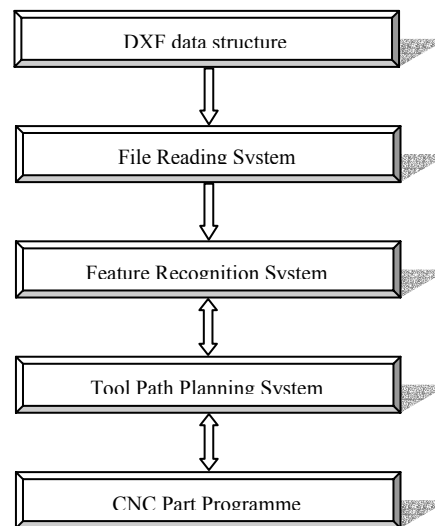 DXF data structure
File Reading System
Feature Recognition System
Tool Path Planning System
CNC Part Programme